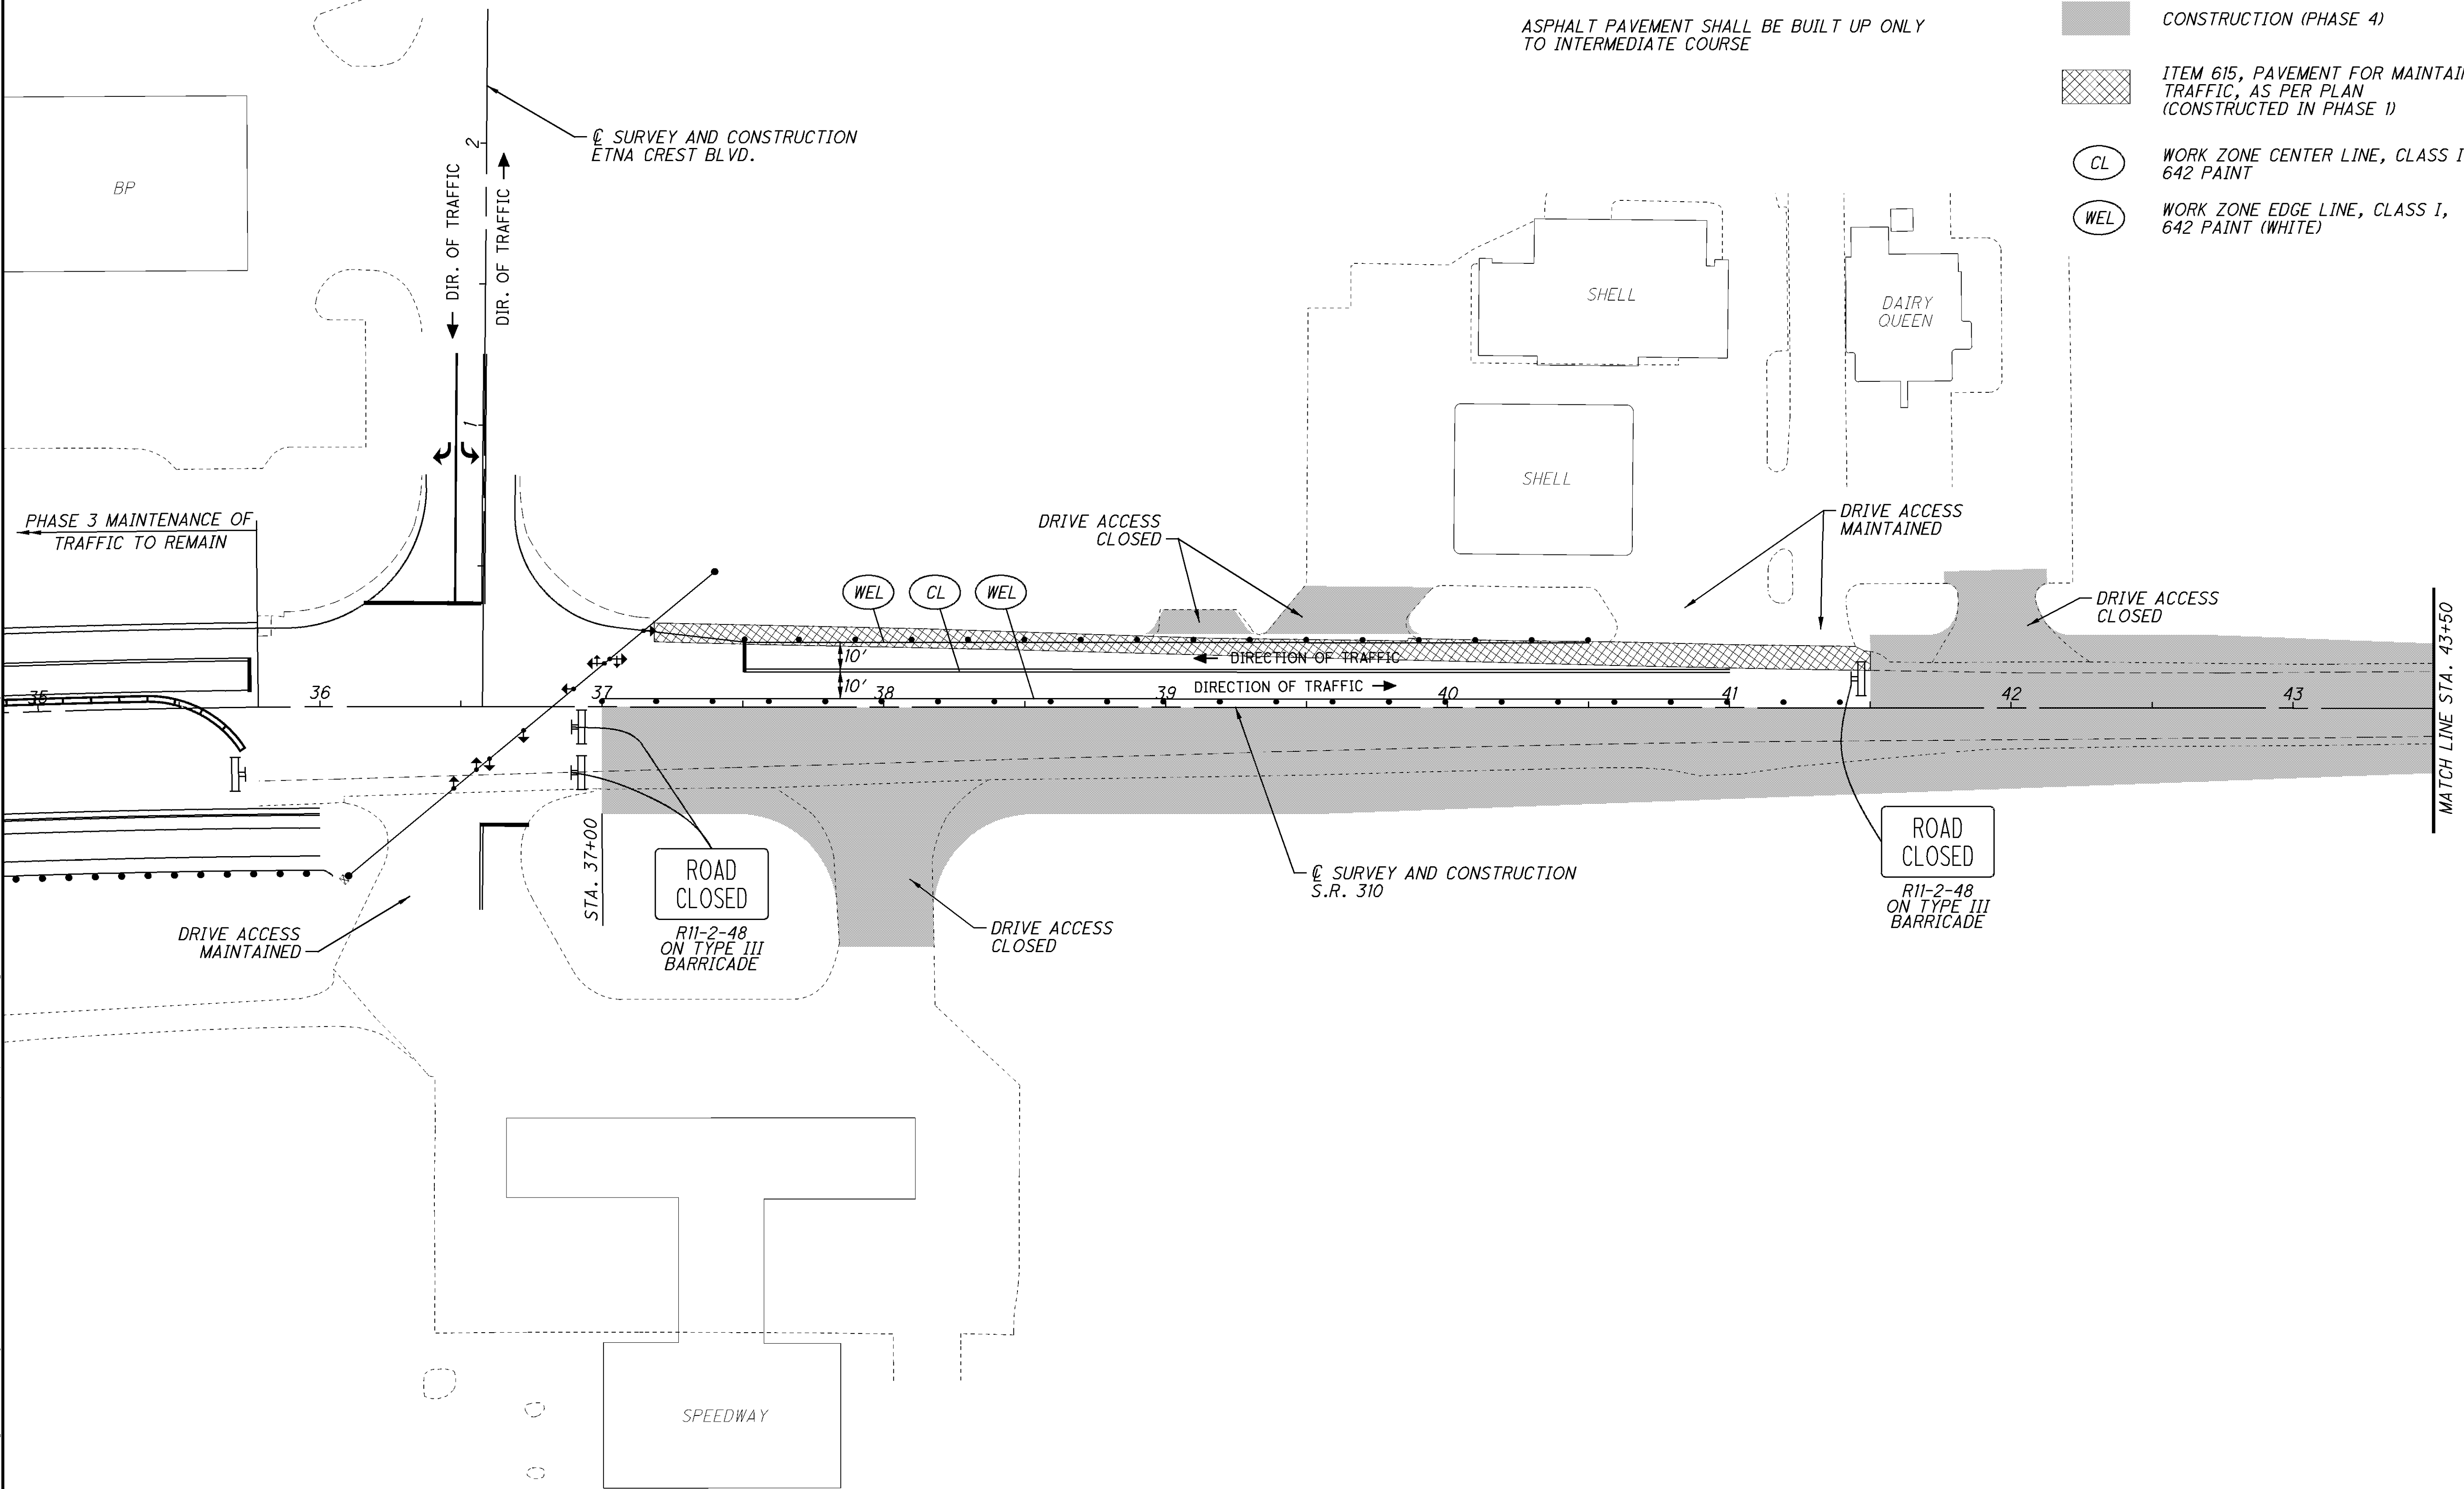 ASPHALT PAVEMENT SHALL BE BUILT UP ONLY
TO INTERMEDIATE COURSE
CONSTRUCTION (PHASE 4)
ITEM 615, PAVEMENT FOR MAINTAI
TRAFFIC, AS PER PLAN
(CONSTRUCTED IN PHASE 1)
CL
WORK ZONE CENTER LINE, CLASS I
642 PAINT
WEL
WORK ZONE EDGE LINE, CLASS I,
642 PAINT (WHITE)
℄ SURVEY AND CONSTRUCTION
ETNA CREST BLVD.
BP
2
DIR. OF TRAFFIC
DIR. OF TRAFFIC
1
SHELL
DAIRY
QUEEN
SHELL
PHASE 3 MAINTENANCE OF
TRAFFIC TO REMAIN
DRIVE ACCESS
CLOSED
DRIVE ACCESS
MAINTAINED
WEL
CL
WEL
DRIVE ACCESS
CLOSED
MATCH LINE STA. 43+50
10'
DIRECTION OF TRAFFIC
10'
DIRECTION OF TRAFFIC
35
36
37
38
39
40
41
42
43
STA. 37+00
ROAD
CLOSED
R11-2-48
ON TYPE III
BARRICADE
℄ SURVEY AND CONSTRUCTION
S.R. 310
ROAD
CLOSED
R11-2-48
ON TYPE III
BARRICADE
DRIVE ACCESS
MAINTAINED
DRIVE ACCESS
CLOSED
SPEEDWAY